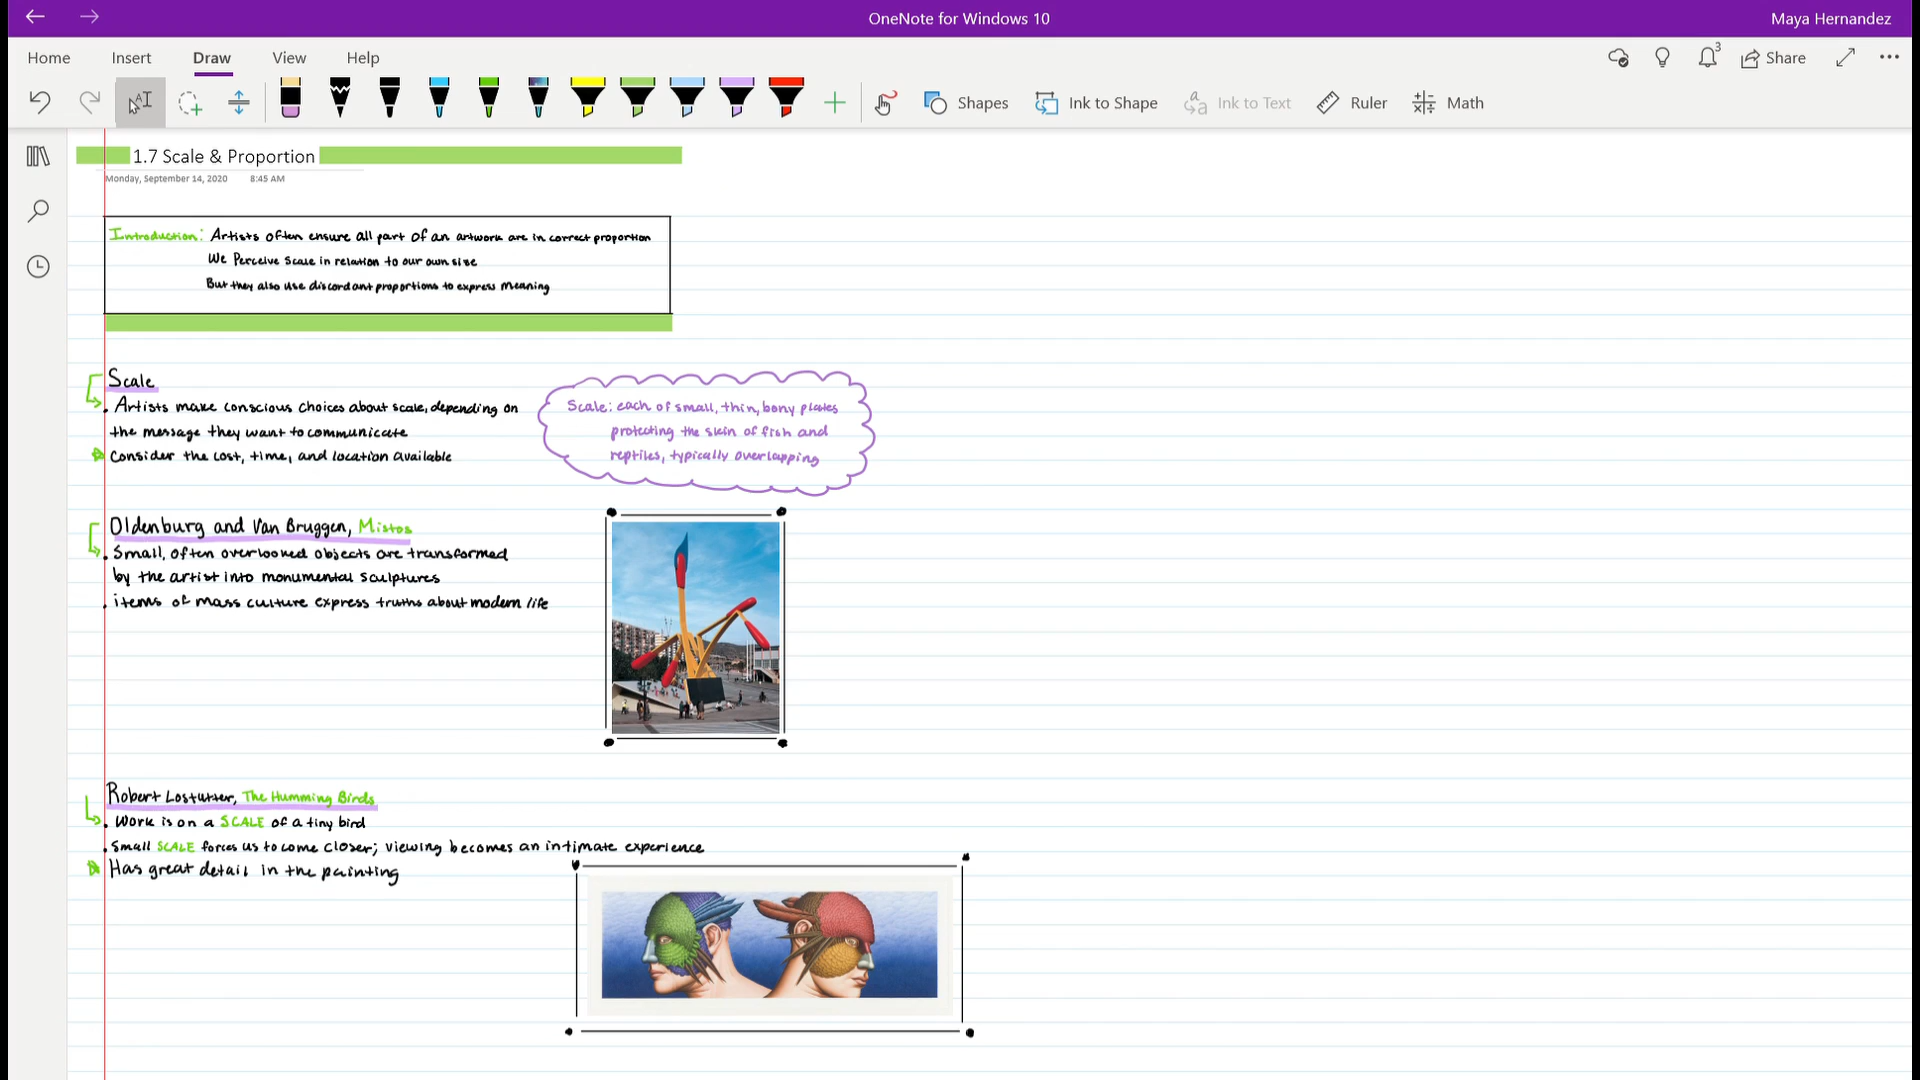 OneNote for Windows 10
Maya Hernandez
Home Insert Draw View Help
3 Share
Shapes Ink to Shape Ink to Text Ruler Math
1.7 Scale & Proportion
Monday, September 14, 2020 8:45 AM
Introduction: Artists often ensure all part of an artwork are in correct proportion
We Perceive Scale in relation to our own size
But they also use discordant proportions to express meaning
Scale
. Artists make conscious choices about scale, depending on
the message they want to communicate
Consider the cost, time, and location available
Scale: each of small, thin, bony plates
protecting the skin of fish and
reptiles, typically overlapping
Oldenburg and Van Bruggen, Mistos
. Small, often overlooked objects are transformed
by the artist into monumental sculptures
. items of mass culture express truths about modern life
Robert Lostutter, The Humming Birds
. Work is on a SCALE of a tiny bird
. Small SCALE forces us to come closer; viewing becomes an intimate experience
Has great detail in the painting